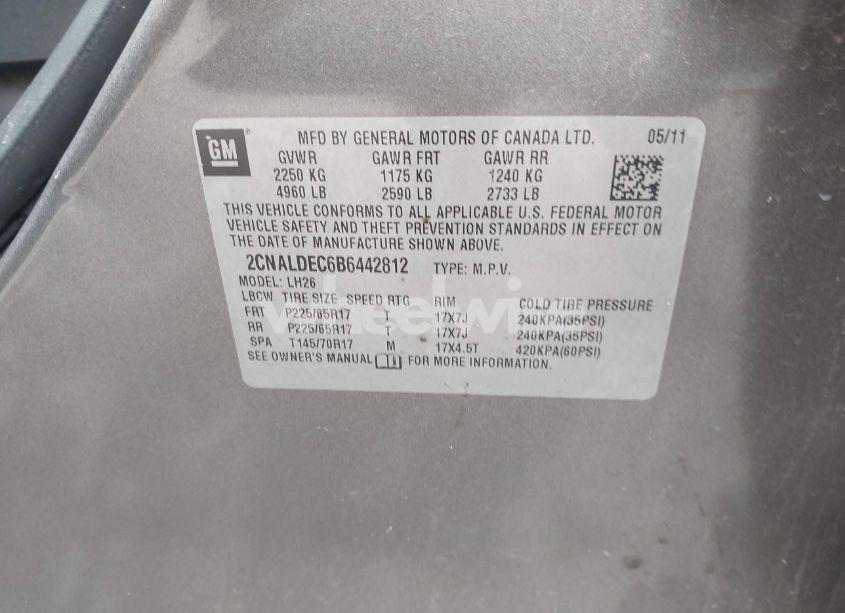 GM
MFD BY GENERAL MOTORS OF CANADA LTD. 05/11
GVWR GAWR FRT GAWR RR
2250 KG 1175 KG 1240 KG
4960 LB 2590 LB 2733 LB
THIS VEHICLE CONFORMS TO ALL APPLICABLE U.S. FEDERAL MOTOR
VEHICLE SAFETY AND THEFT PREVENTION STANDARDS IN EFFECT ON
THE DATE OF MANUFACTURE SHOWN ABOVE.
2CNALDEC6B6442812 TYPE: M.P.V.
MODEL: LH26
LBCW TIRE SIZE SPEED RTG RIM COLD TIRE PRESSURE
FRT P225/65R17 T 17X7J 240KPA(35PSI)
RR P225/65R17 T 17X7J 240KPA(35PSI)
SPA T145/70R17 M 17X4.5T 420KPA(60PSI)
SEE OWNER'S MANUAL FOR MORE INFORMATION.